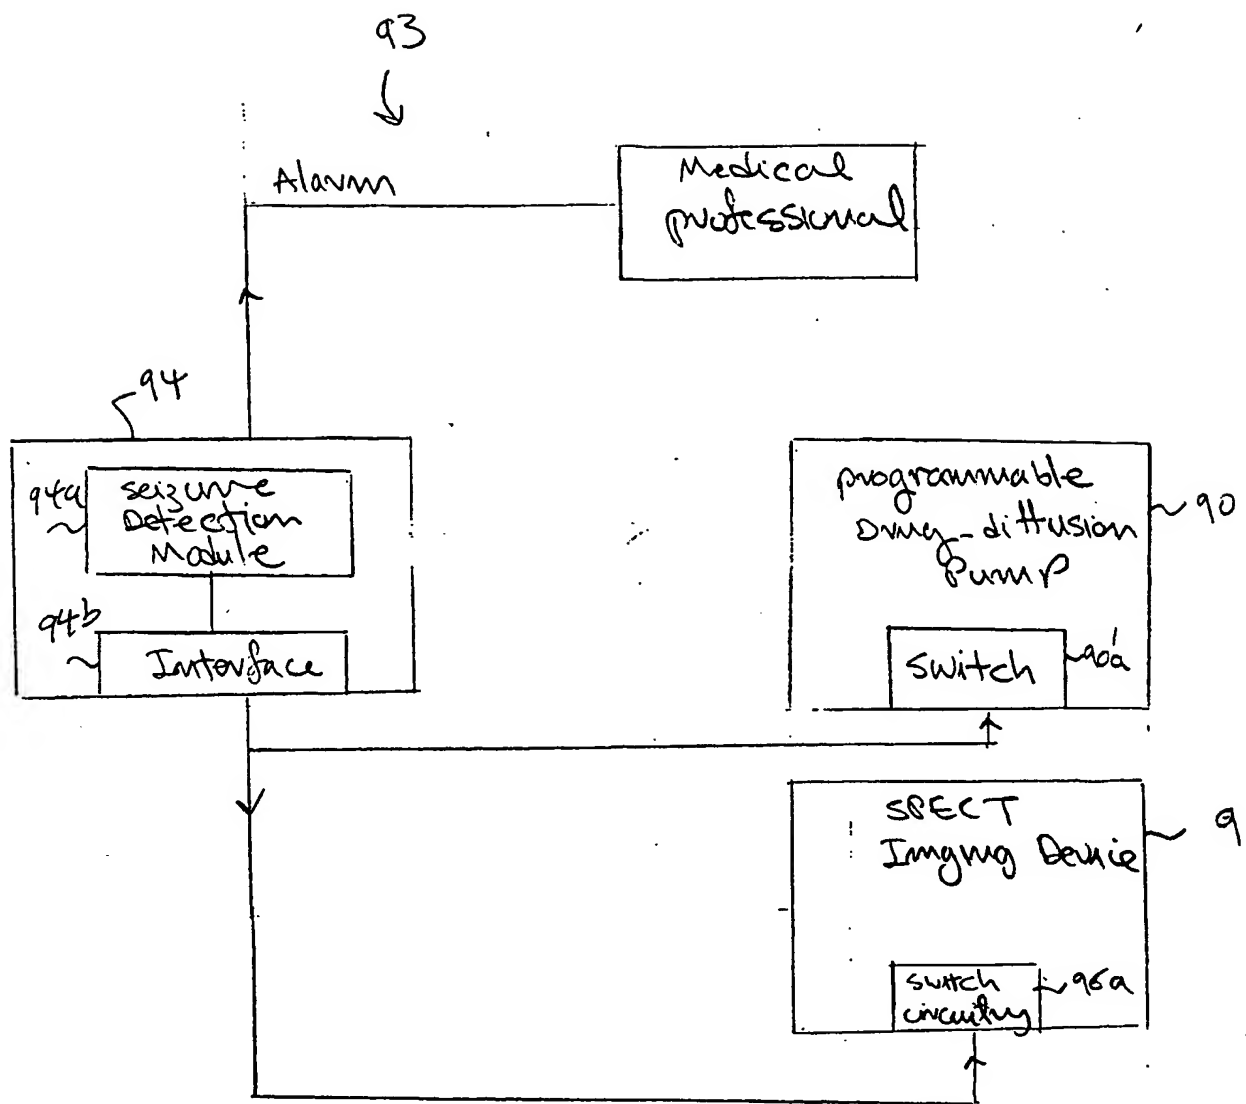 93
Alarm
Medical
professional
94
94a
seizure
Detection
Module
94b
Interface
programmable
Drug-diffusion
Pump
90
switch
90a
SPECT
Imging Device
9
switch
circuitry
96a